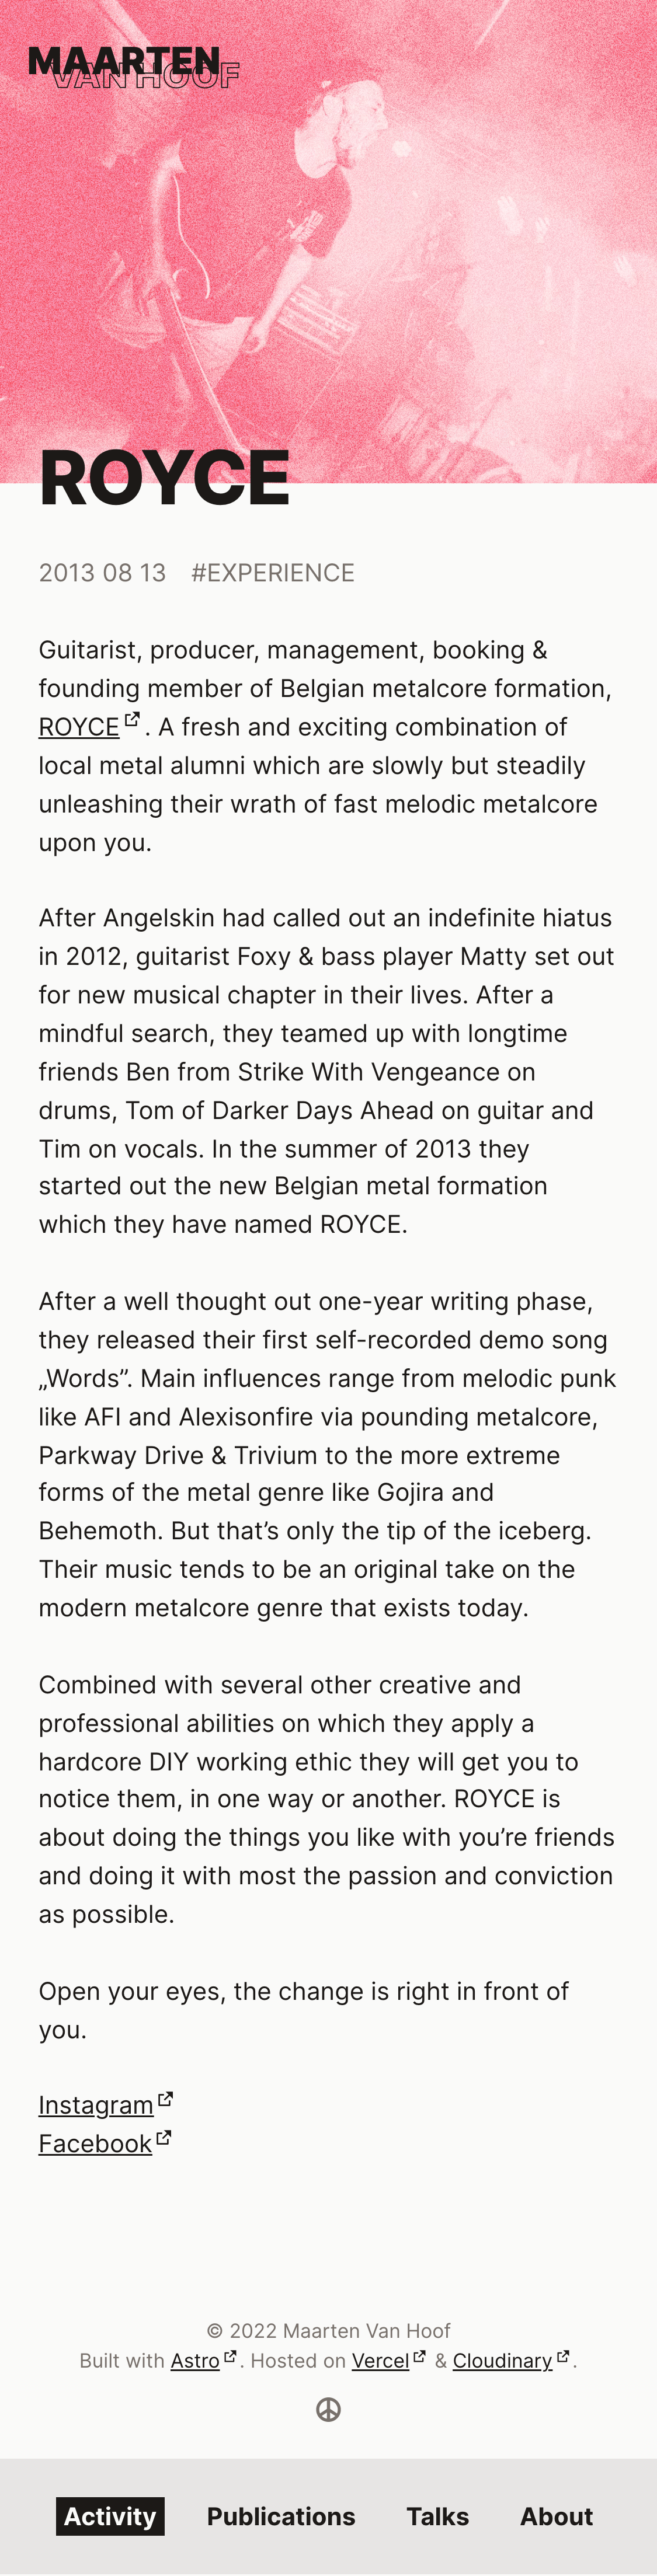 MAARTEN
VAN HOOF
ROYCE
2013 08 13 #EXPERIENCE
Guitarist, producer, management, booking &
founding member of Belgian metalcore formation,
ROYCE. A fresh and exciting combination of
local metal alumni which are slowly but steadily
unleashing their wrath of fast melodic metalcore
upon you.
After Angelskin had called out an indefinite hiatus
in 2012, guitarist Foxy & bass player Matty set out
for new musical chapter in their lives. After a
mindful search, they teamed up with longtime
friends Ben from Strike With Vengeance on
drums, Tom of Darker Days Ahead on guitar and
Tim on vocals. In the summer of 2013 they
started out the new Belgian metal formation
which they have named ROYCE.
After a well thought out one-year writing phase,
they released their first self-recorded demo song
„Words”. Main influences range from melodic punk
like AFI and Alexisonfire via pounding metalcore,
Parkway Drive & Trivium to the more extreme
forms of the metal genre like Gojira and
Behemoth. But that’s only the tip of the iceberg.
Their music tends to be an original take on the
modern metalcore genre that exists today.
Combined with several other creative and
professional abilities on which they apply a
hardcore DIY working ethic they will get you to
notice them, in one way or another. ROYCE is
about doing the things you like with you’re friends
and doing it with most the passion and conviction
as possible.
Open your eyes, the change is right in front of
you.
Instagram
Facebook
© 2022 Maarten Van Hoof
Built with Astro. Hosted on Vercel & Cloudinary.
Activity Publications Talks About